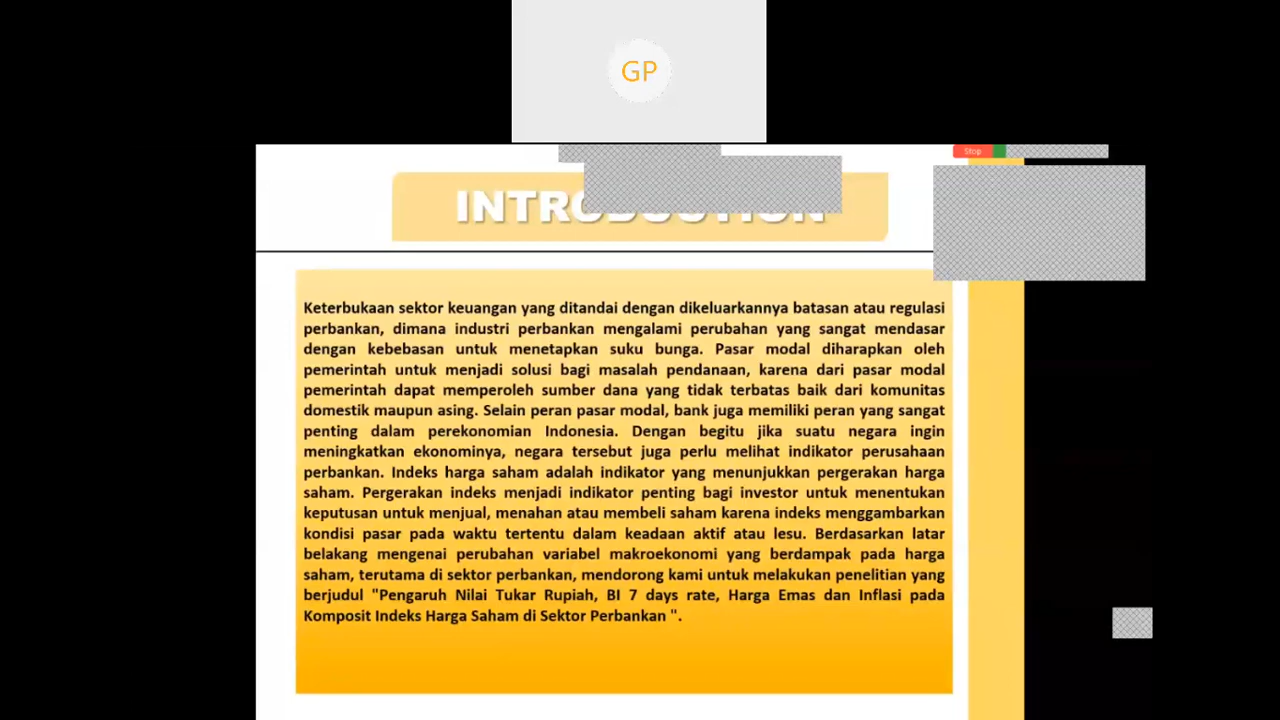 GP
Stop
INTRODUCTION
Keterbukaan sektor keuangan yang ditandai dengan dikeluarkannya batasan atau regulasi
perbankan, dimana industri perbankan mengalami perubahan yang sangat mendasar
dengan kebebasan untuk menetapkan suku bunga. Pasar modal diharapkan oleh
pemerintah untuk menjadi solusi bagi masalah pendanaan, karena dari pasar modal
pemerintah dapat memperoleh sumber dana yang tidak terbatas baik dari komunitas
domestik maupun asing. Selain peran pasar modal, bank juga memiliki peran yang sangat
penting dalam perekonomian Indonesia. Dengan begitu jika suatu negara ingin
meningkatkan ekonominya, negara tersebut juga perlu melihat indikator perusahaan
perbankan. Indeks harga saham adalah indikator yang menunjukkan pergerakan harga
saham. Pergerakan indeks menjadi indikator penting bagi investor untuk menentukan
keputusan untuk menjual, menahan atau membeli saham karena indeks menggambarkan
kondisi pasar pada waktu tertentu dalam keadaan aktif atau lesu. Berdasarkan latar
belakang mengenai perubahan variabel makroekonomi yang berdampak pada harga
saham, terutama di sektor perbankan, mendorong kami untuk melakukan penelitian yang
berjudul "Pengaruh Nilai Tukar Rupiah, BI 7 days rate, Harga Emas dan Inflasi pada
Komposit Indeks Harga Saham di Sektor Perbankan ".